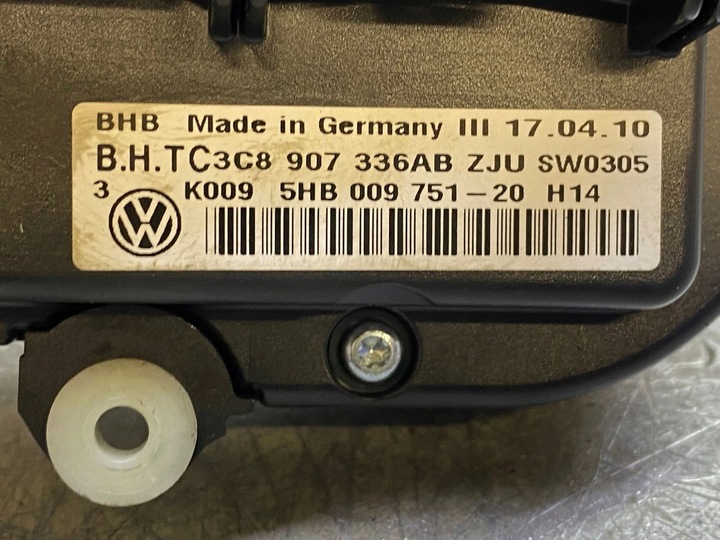 BHB Made in Germany III 17.04.10
B.H.TC3C8 907 336AB ZJU SW0305
3 K009 5HB 009 751-20 H14